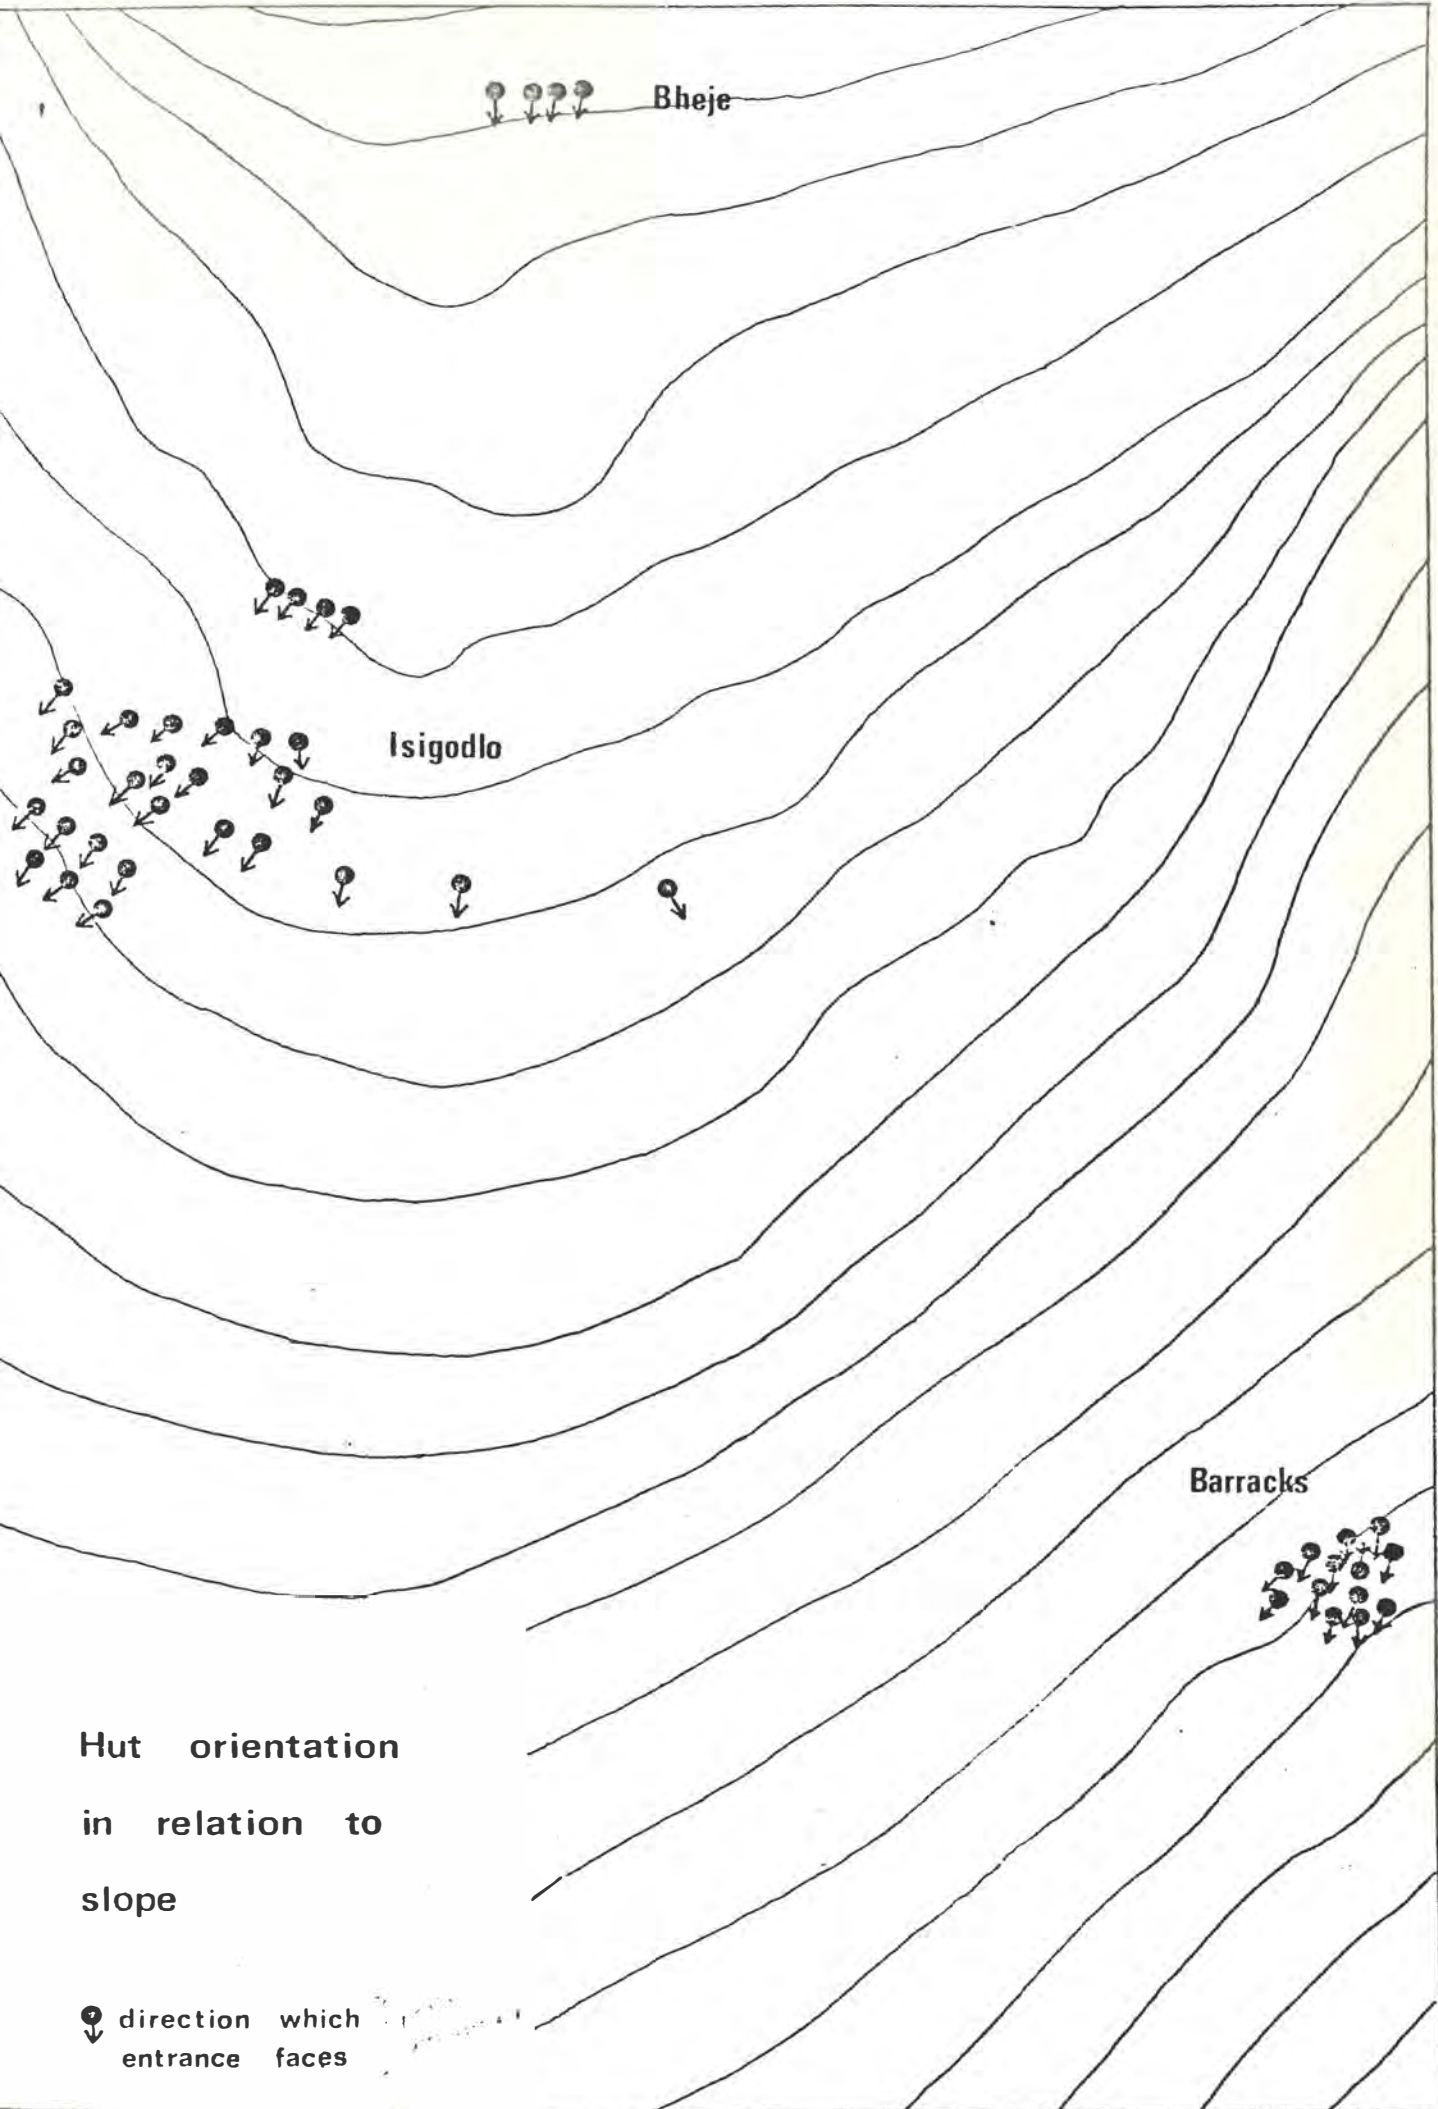 Bheje
Isigodlo
Barracks
Hut orientation
in relation to
slope
direction which
entrance faces